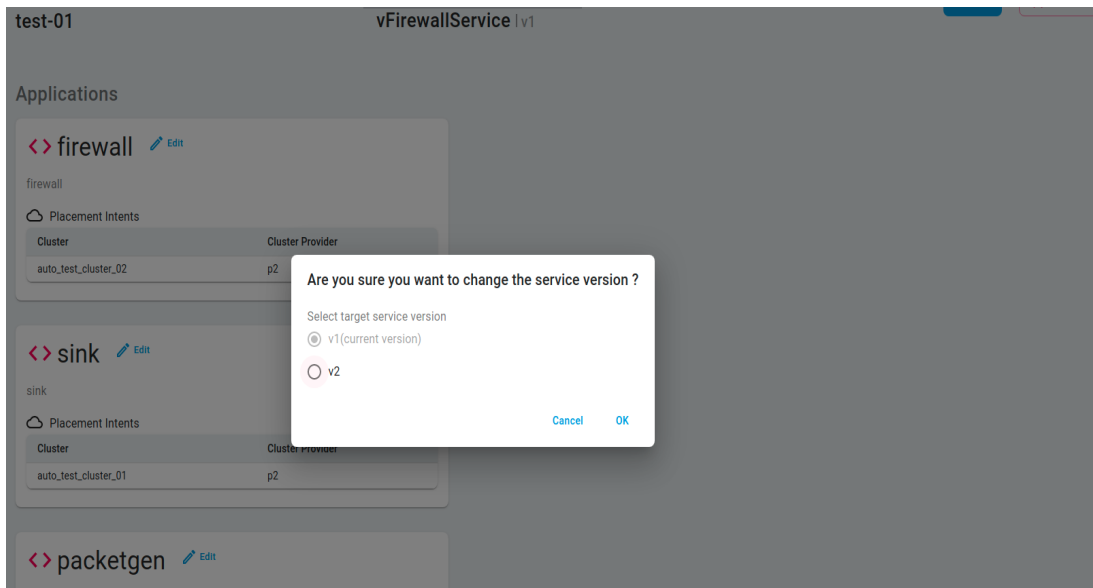 test-01
vFirewallService | v1
Applications
<> firewall Edit
firewall
Placement Intents
Cluster Cluster Provider
auto_test_cluster_02 p2
Are you sure you want to change the service version ?
Select target service version
v1(current version)
v2
Cancel OK
<> sink Edit
sink
Placement Intents
Cluster Cluster Provider
auto_test_cluster_01 p2
<> packetgen Edit